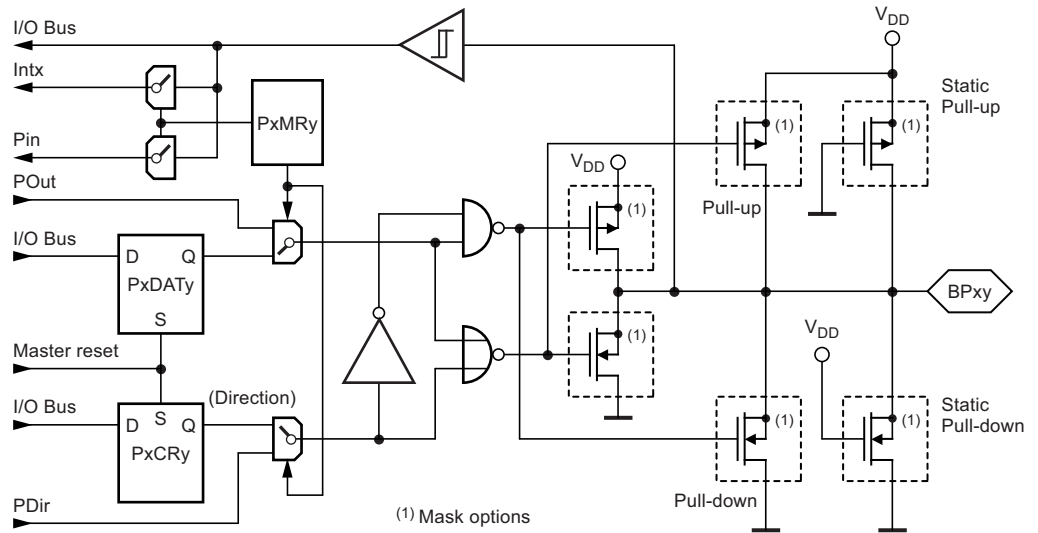 I/O Bus
Intx
Pin
POut
I/O Bus
Master reset
I/O Bus
PDir
PxMRy
D Q
PxDATy
S
S
D Q
PxCRy
(Direction)
VDD
(1)
(1)
VDD
(1)
(1)
Static
Pull-up
Pull-up
BPxy
VDD
(1)
(1)
Static
Pull-down
Pull-down
(1) Mask options